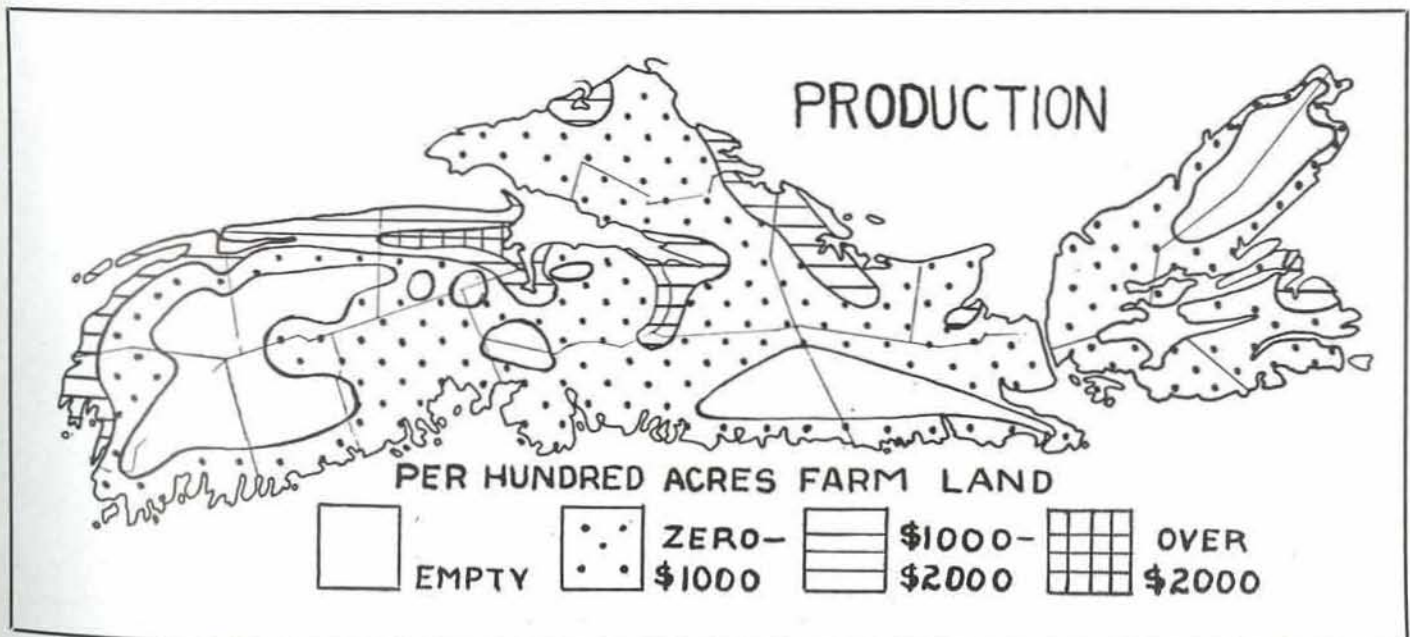 PRODUCTION
PER HUNDRED ACRES FARM LAND
EMPTY
ZERO-
$1000
$1000-
$2000
OVER
$2000